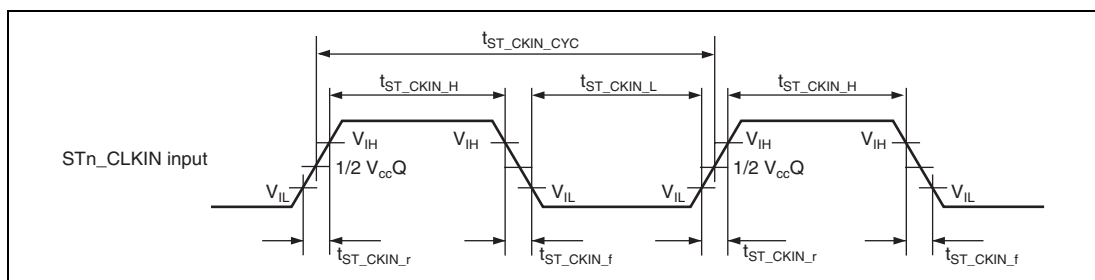 tST_CKIN_CYC
tST_CKIN_H
tST_CKIN_L
tST_CKIN_H
VIH
VIH
VIH
VIH
STn_CLKIN input
1/2 VccQ
1/2 VccQ
VIL
VIL
VIL
VIL
tST_CKIN_r
tST_CKIN_f
tST_CKIN_r
tST_CKIN_f